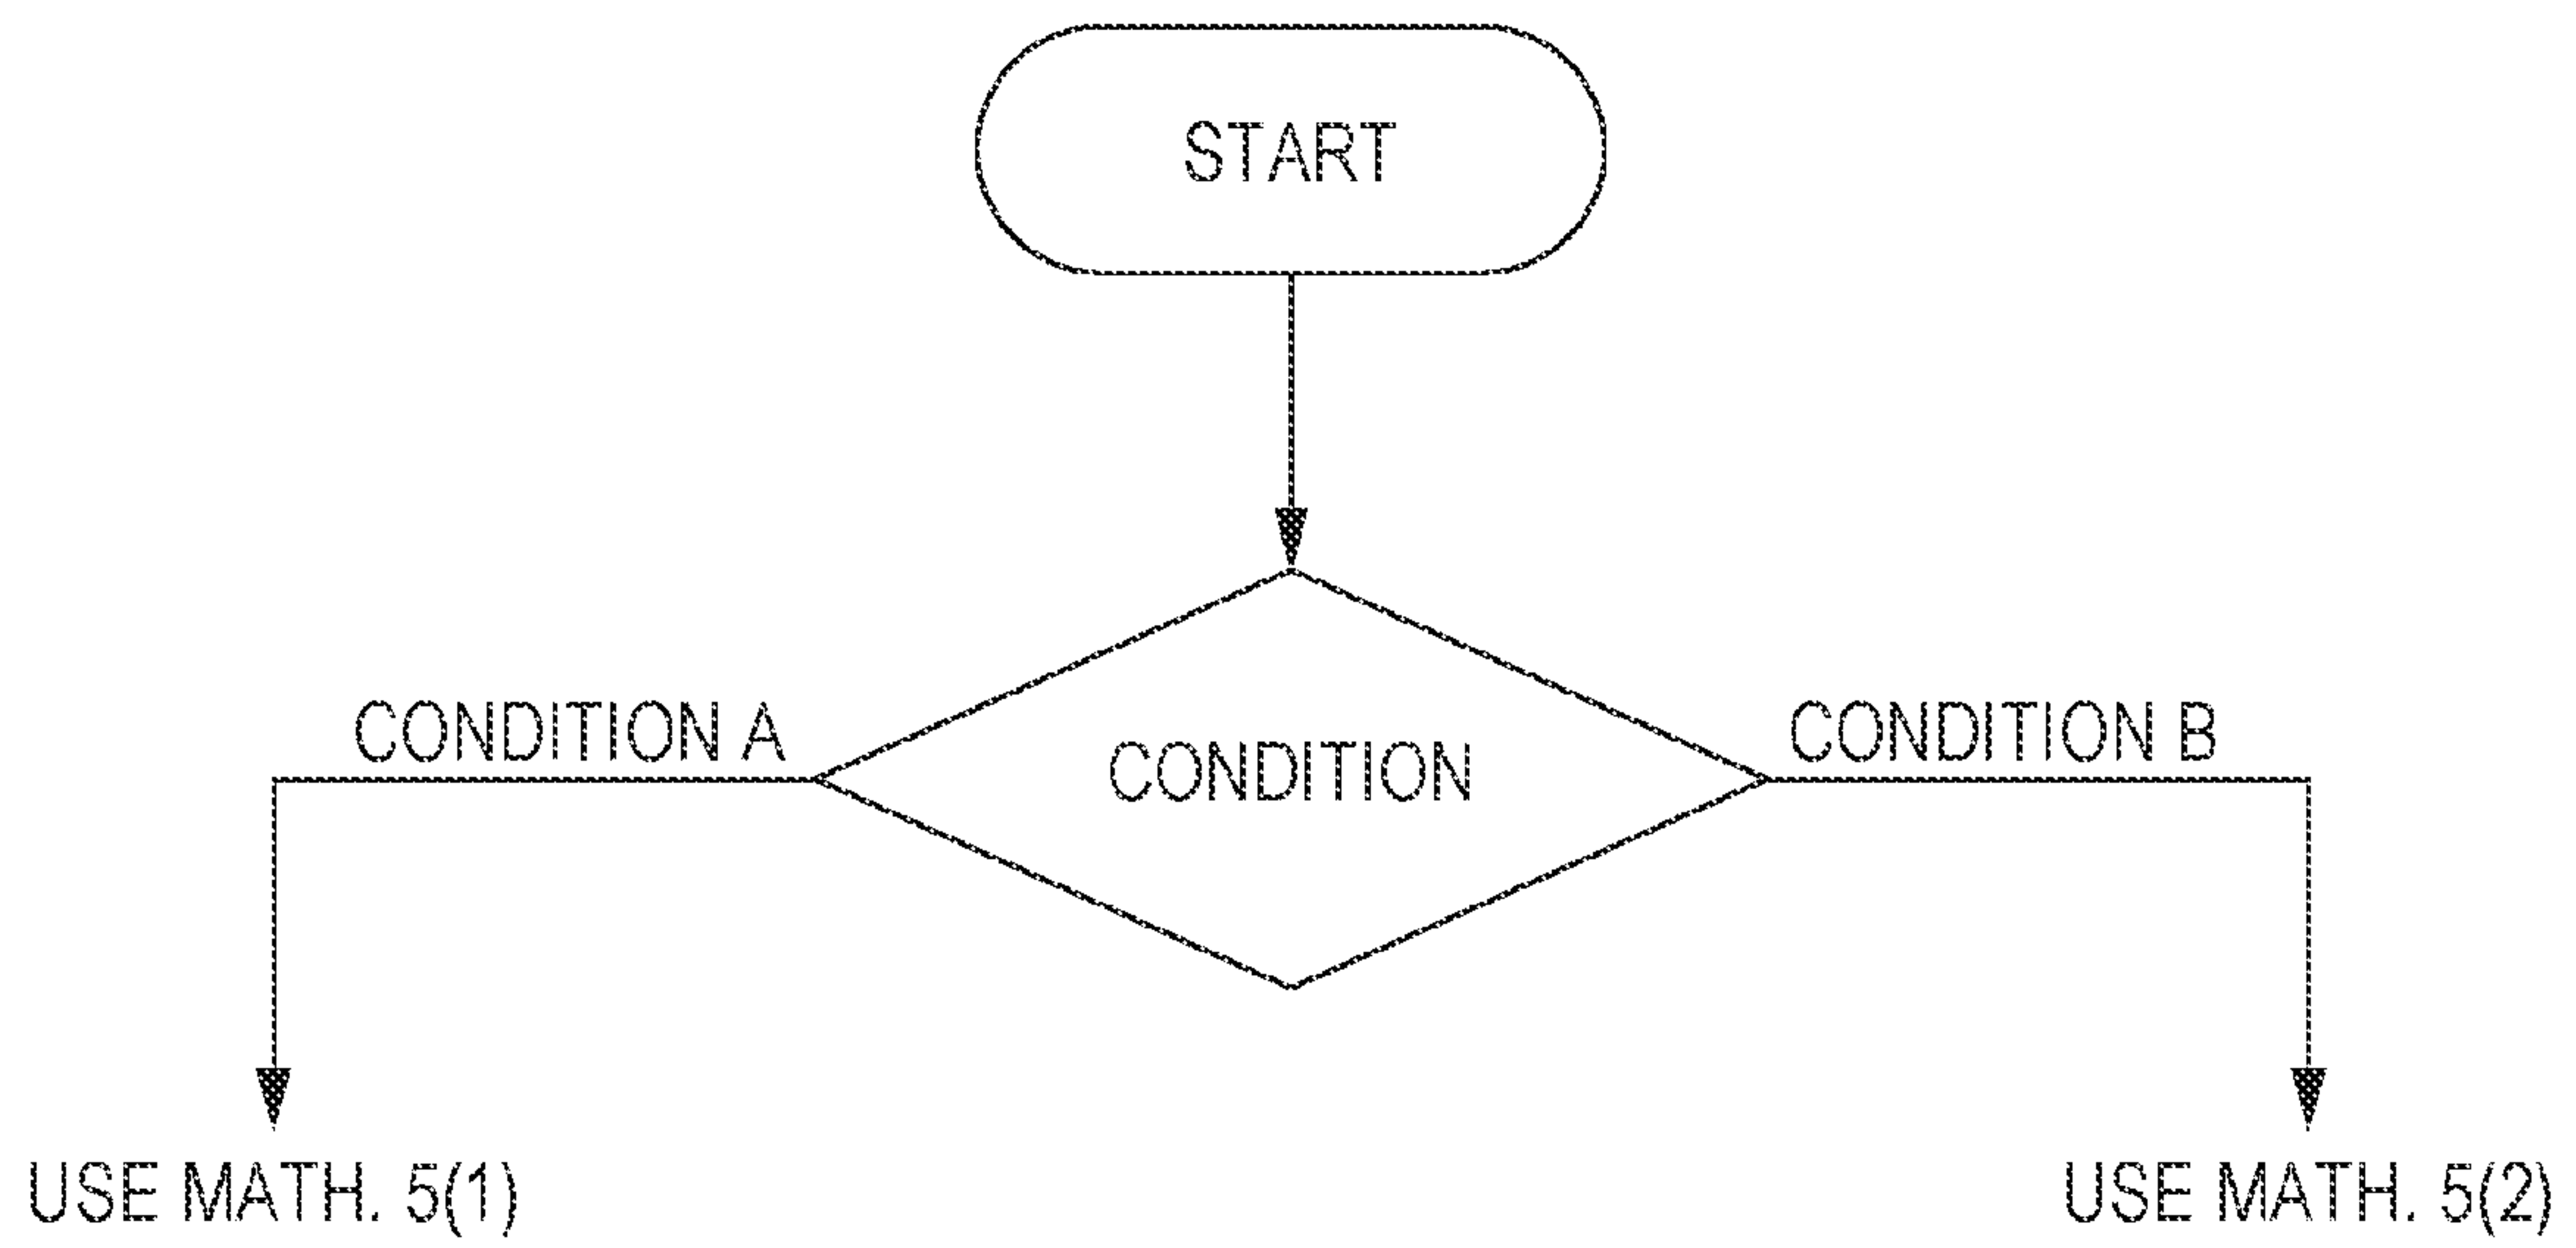 START
CONDITION A
CONDITION
CONDITION B
USE MATH. 5(1)
USE MATH. 5(2)